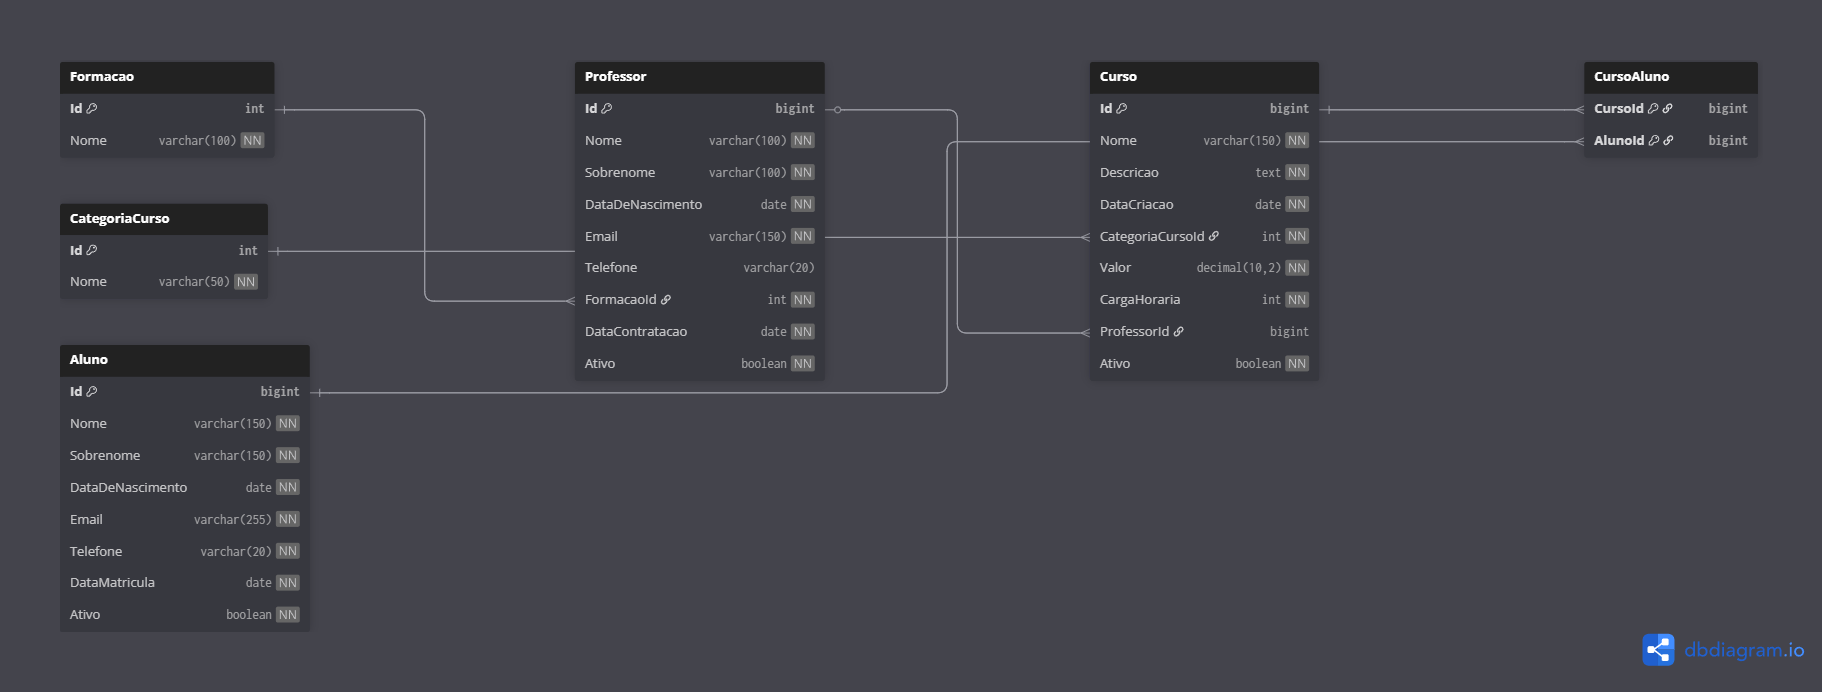 Formacao
Id int
Nome varchar(100) NN
CategoriaCurso
Id int
Nome varchar(50) NN
Aluno
Id bigint
Nome varchar(150) NN
Sobrenome varchar(150) NN
DataDeNascimento date NN
Email varchar(255) NN
Telefone varchar(20) NN
DataMatricula date NN
Ativo boolean NN
Professor
Id bigint
Nome varchar(100) NN
Sobrenome varchar(100) NN
DataDeNascimento date NN
Email varchar(150) NN
Telefone varchar(20)
FormacaoId int NN
DataContratacao date NN
Ativo boolean NN
Curso
Id bigint
Nome varchar(150) NN
Descricao text NN
DataCriacao date NN
CategoriaCursoId int NN
Valor decimal(10,2) NN
CargaHoraria int NN
ProfessorId bigint
Ativo boolean NN
CursoAluno
CursoId bigint
AlunoId bigint
dbdiagram.io